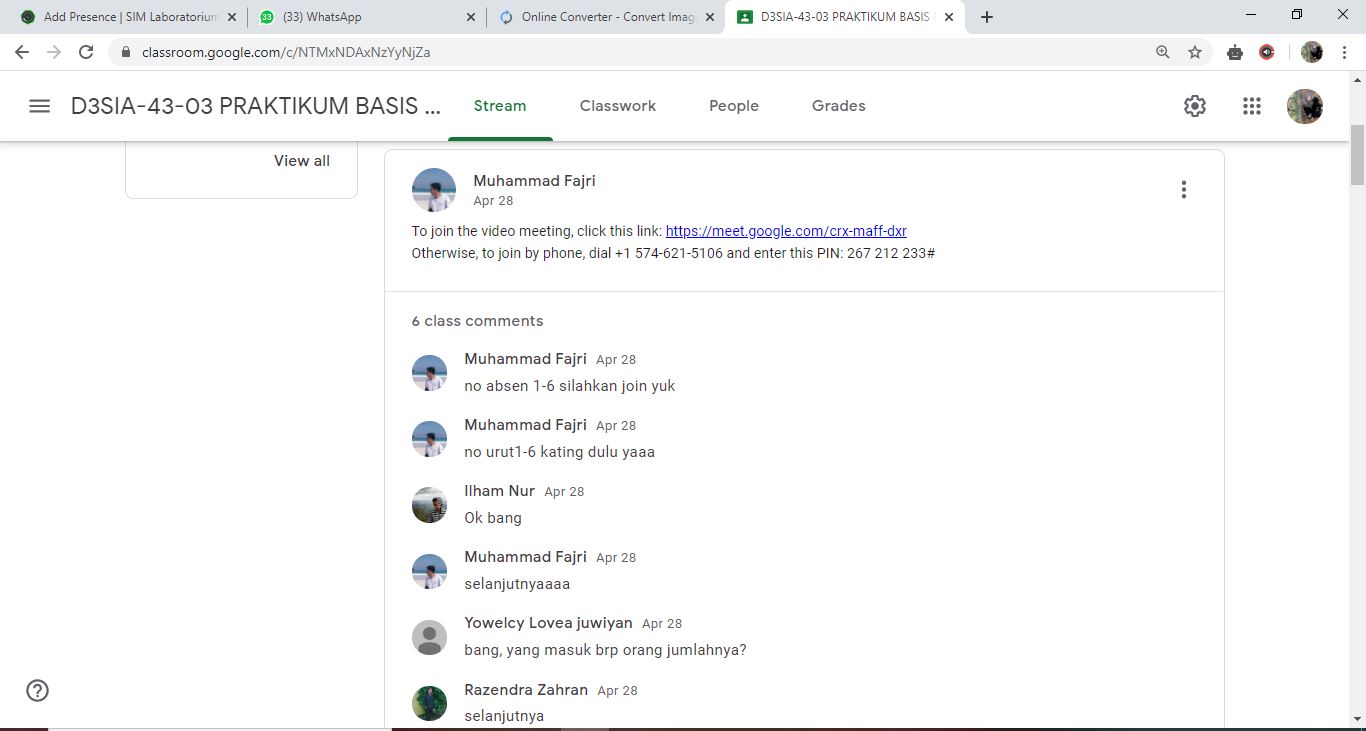 Add Presence | SIM Laboratorium
(33) WhatsApp
Online Converter - Convert Imag
D3SIA-43-03 PRAKTIKUM BASIS
classroom.google.com/c/NTMxNDAxNzYyNjZa
D3SIA-43-03 PRAKTIKUM BASIS ...
Stream
Classwork
People
Grades
View all
Muhammad Fajri
Apr 28
To join the video meeting, click this link: https://meet.google.com/crx-maff-dxr
Otherwise, to join by phone, dial +1 574-621-5106 and enter this PIN: 267 212 233#
6 class comments
Muhammad Fajri Apr 28
no absen 1-6 silahkan join yuk
Muhammad Fajri Apr 28
no urut1-6 kating dulu yaaa
Ilham Nur Apr 28
Ok bang
Muhammad Fajri Apr 28
selanjutnyaaaa
Yowelcy Lovea juwiyan Apr 28
bang, yang masuk brp orang jumlahnya?
Razendra Zahran Apr 28
selanjutnya